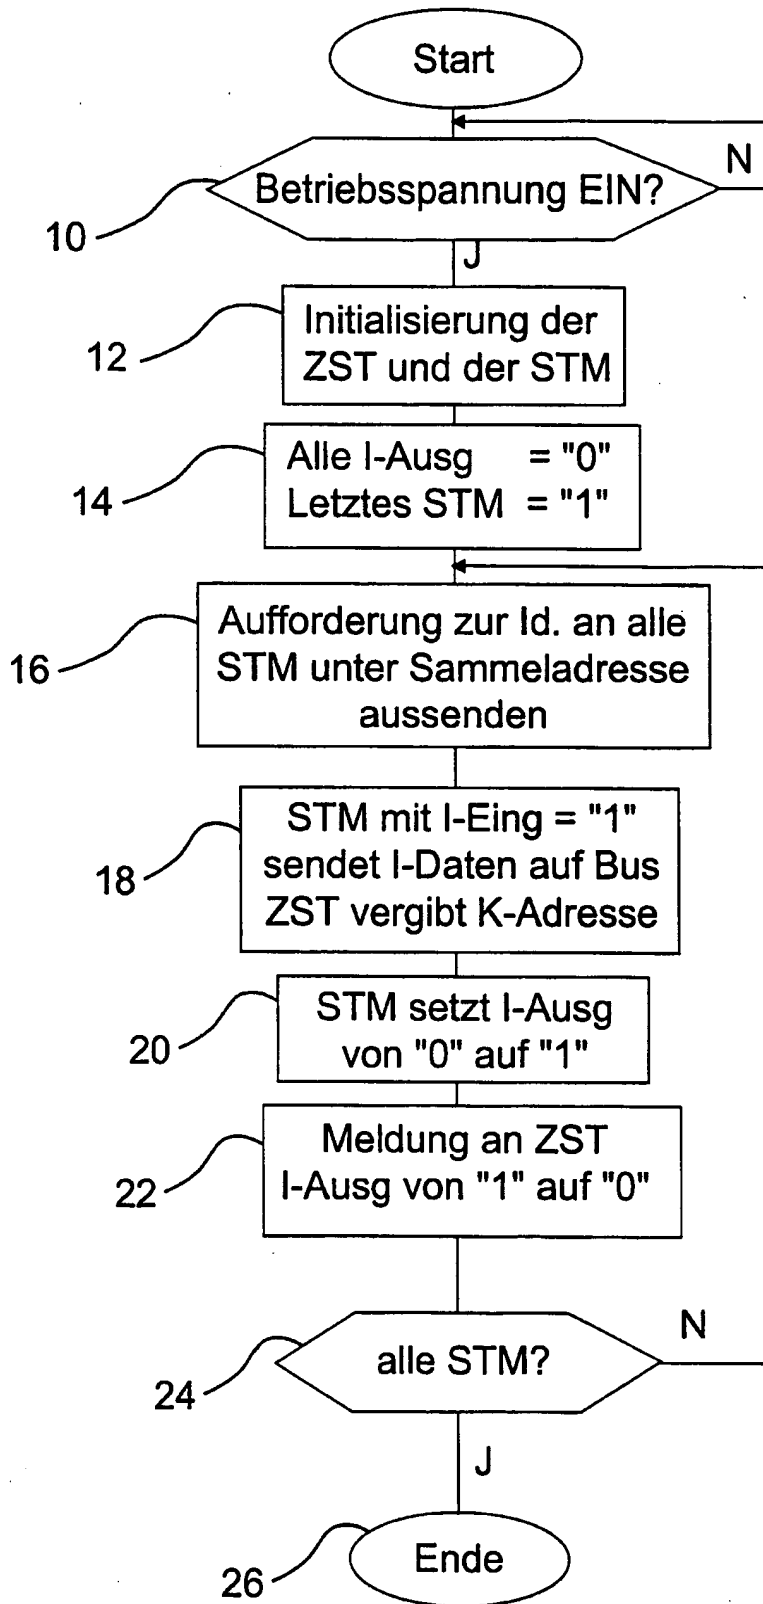 Start
N
Betriebsspannung EIN?
10
J
Initialisierung der
ZST und der STM
12
Alle I-Ausg = "0"
Letztes STM = "1"
14
Aufforderung zur Id. an alle
STM unter Sammeladresse
aussenden
16
STM mit I-Eing = "1"
sendet I-Daten auf Bus
ZST vergibt K-Adresse
18
STM setzt I-Ausg
von "0" auf "1"
20
Meldung an ZST
I-Ausg von "1" auf "0"
22
N
alle STM?
24
J
Ende
26